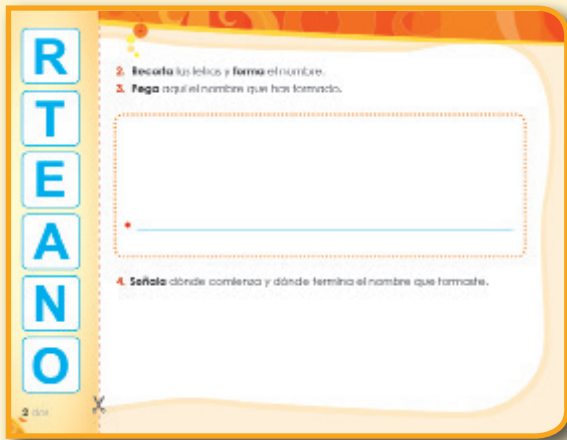 R
T
E
A
N
O
2. Recorta las letras y forma el nombre.
3. Pega aquí el nombre que has formado.
4. Señala dónde comienza y dónde termina el nombre que formaste.
2 dos